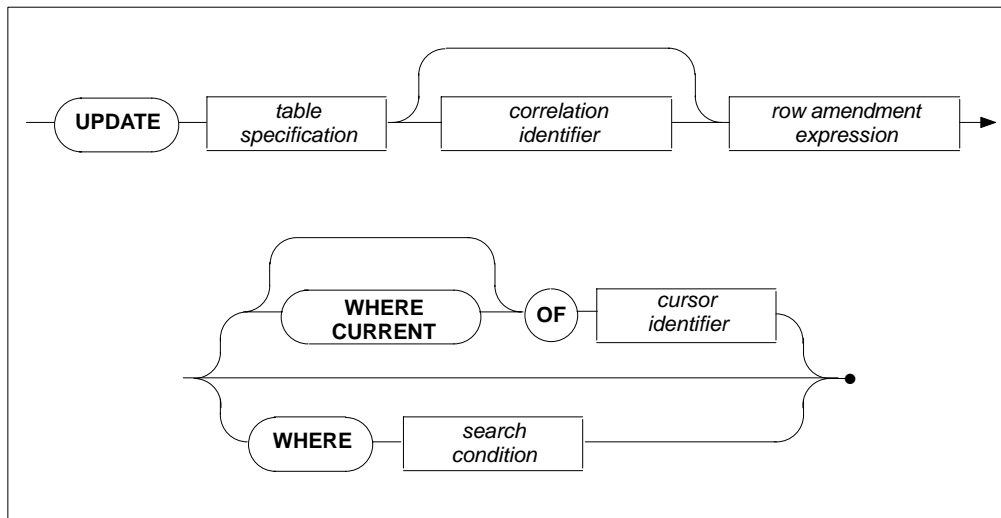 UPDATE
table
specification
correlation
identifier
row amendment
expression
WHERE
CURRENT
OF
cursor
identifier
WHERE
search
condition